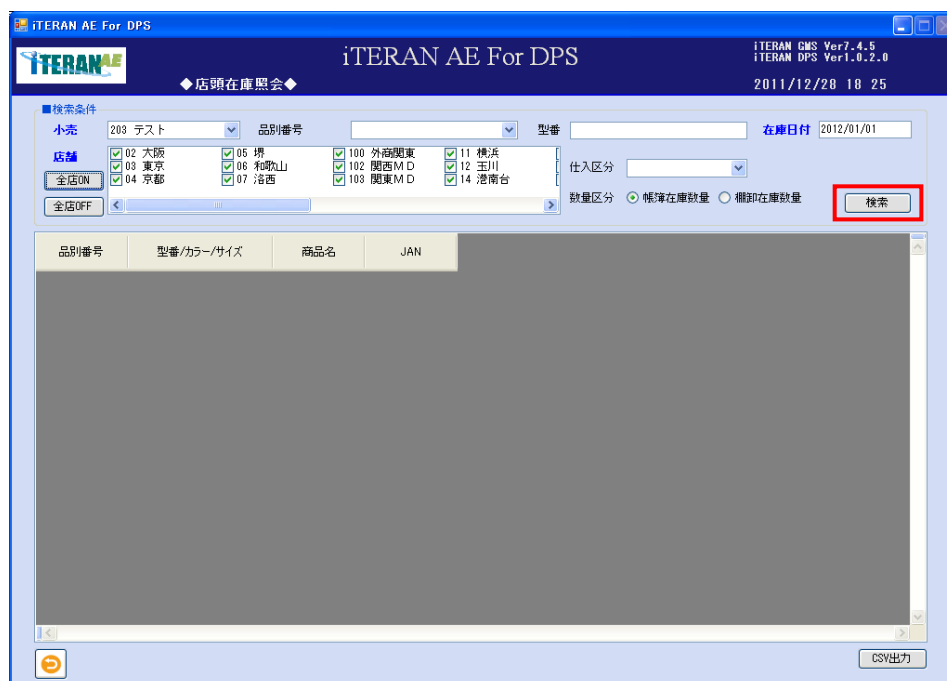 iTERAN AE For DPS
iTERAN AE
iTERAN AE For DPS
iTERAN GMS Ver7.4.5
iTERAN DPS Ver1.0.2.0
◆店頭在庫照会◆
2011/12/28 18 25
■検索条件
小売 203 テスト 品別番号 型番 在庫日付 2012/01/01
店舗 02 大阪 05 堺 100 外商関東 11 横浜
03 東京 06 和歌山 102 関西MD 12 玉川 仕入区分
全店ON 04 京都 07 洛西 103 関東MD 14 港南台
全店OFF 数量区分 帳簿在庫数量 棚卸在庫数量 検索
品別番号 型番/カラー/サイズ 商品名 JAN
CSV出力